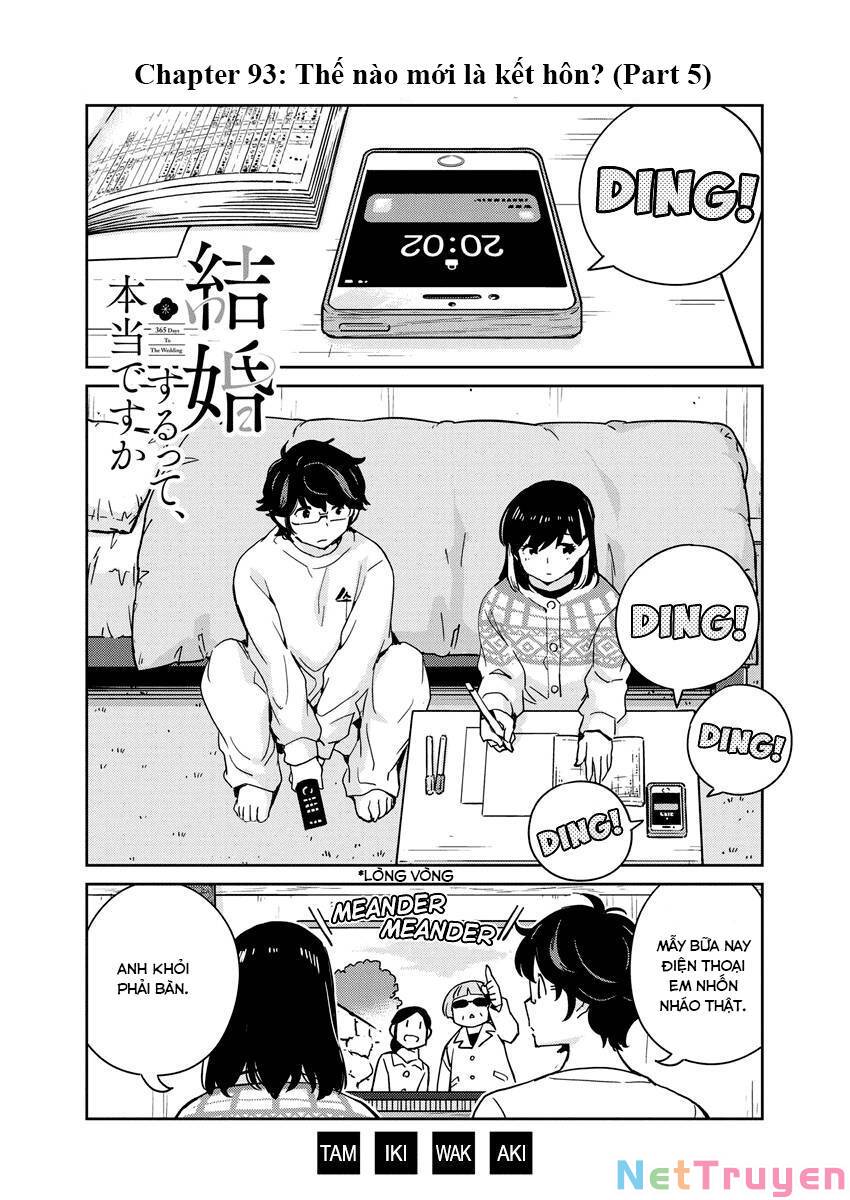 Chapter 93: Thế nào mới là kết hôn? (Part 5)
DING!
20:02
結婚
するって、
本当ですか
365 Days
To
The Wedding
DING!
DING!
DING!
*LÒNG VÒNG
MEANDER
MEANDER
MẪY BỮA NAY
ĐIỆN THOẠI
EM NHỐN
NHÁO THẬT.
ANH KHỎI
PHẢI BÀN.
TAM IKI WAK AKI
NetTruyen